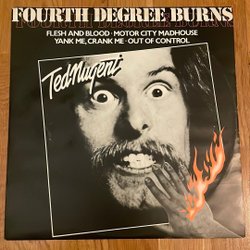 FOURTH DEGREE BURNS
FLESH AND BLOOD · MOTOR CITY MADHOUSE
YANK ME, CRANK ME · OUT OF CONTROL
Ted Nugent